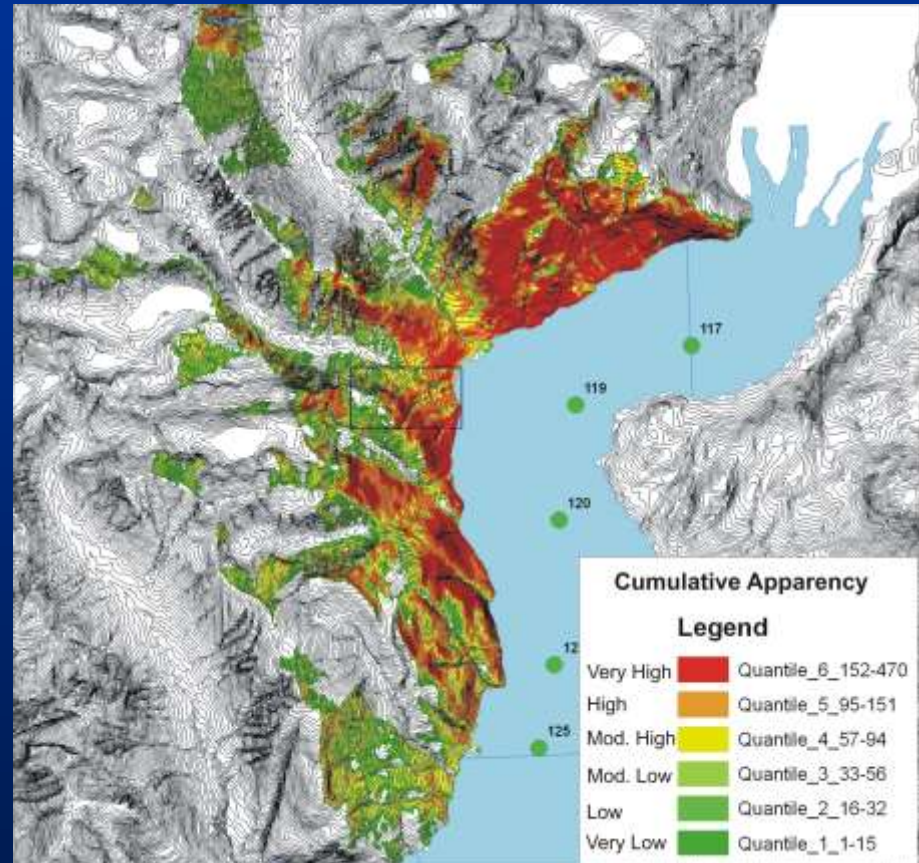 117
119
120
12
125
Cumulative Apparency
Legend
Very High Quantile_6_152-470
High Quantile_5_95-151
Mod. High Quantile_4_57-94
Mod. Low Quantile_3_33-56
Low Quantile_2_16-32
Very Low Quantile_1_1-15